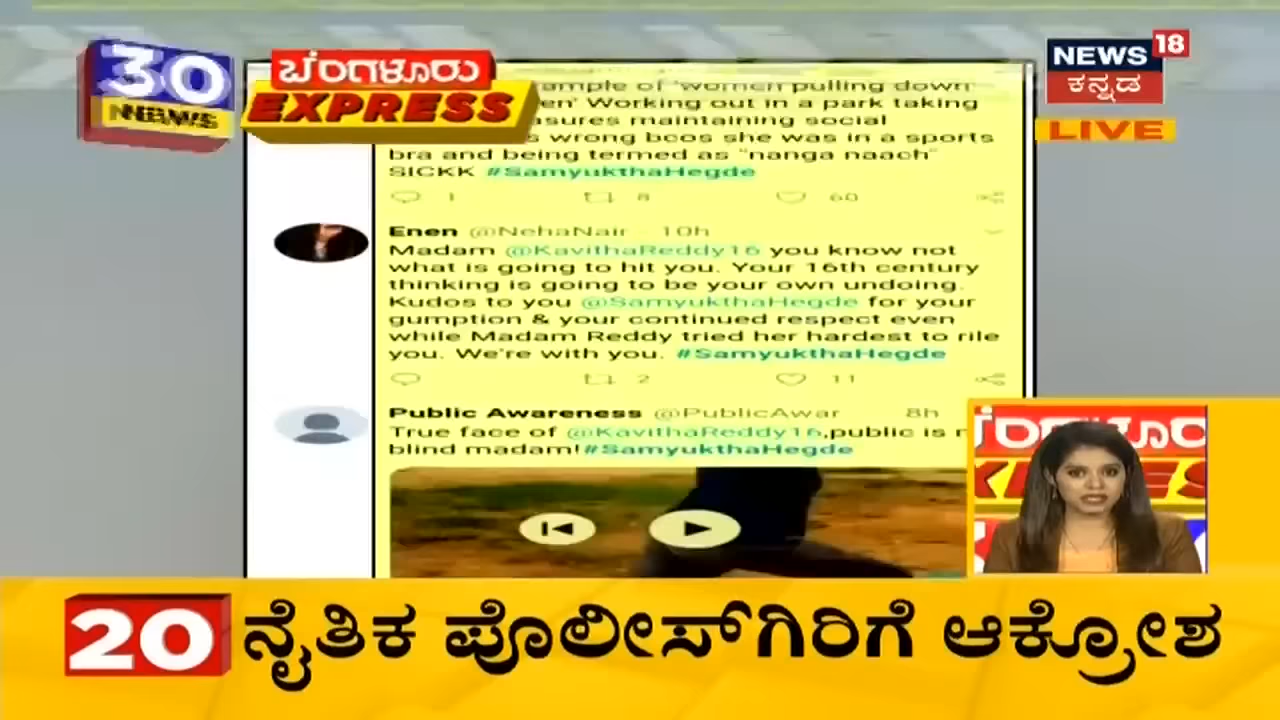 30
NEWS
ಬೆಂಗಳೂರು
EXPRESS
NEWS 18
ಕನ್ನಡ
LIVE
ample of "women pulling down
en' Working out in a park taking
asures maintaining social
s wrong bcos she was in a sports
bra and being termed as "nanga naach"
SICKK #SamyukthaHegde
1 8 60
Enen @NehaNair · 10h
Madam @KavithaReddy16 you know not
what is going to hit you. Your 16th century
thinking is going to be your own undoing.
Kudos to you @SamyukthaHegde for your
gumption & your continued respect even
while Madam Reddy tried her hardest to rile
you. We're with you. #SamyukthaHegde
2 11
Public Awareness @PublicAwar 8h
True face of @KavithaReddy16,public is n
blind madam!#SamyukthaHegde
20 ನೈತಿಕ ಪೊಲೀಸ್‌ಗಿರಿಗೆ ಆಕ್ರೋಶ